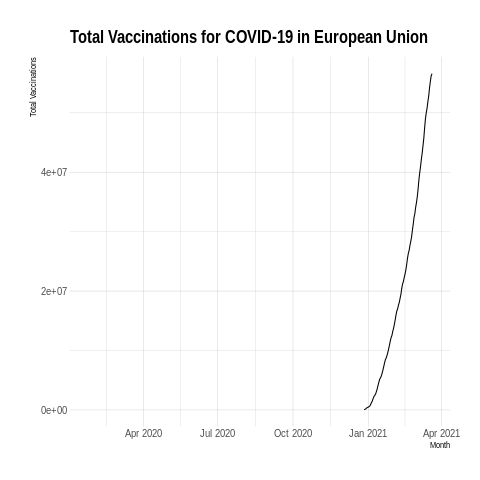 Total Vaccinations for COVID-19 in European Union
Total Vaccinations
4e+07
2e+07
0e+00
Apr 2020 Jul 2020 Oct 2020 Jan 2021 Apr 2021
Month